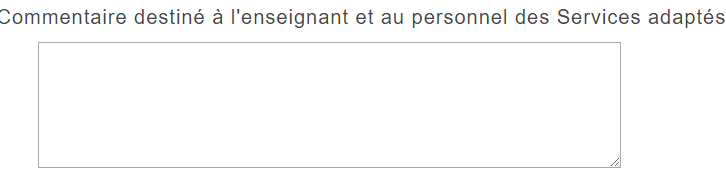 Commentaire destiné à l'enseignant et au personnel des Services adaptés